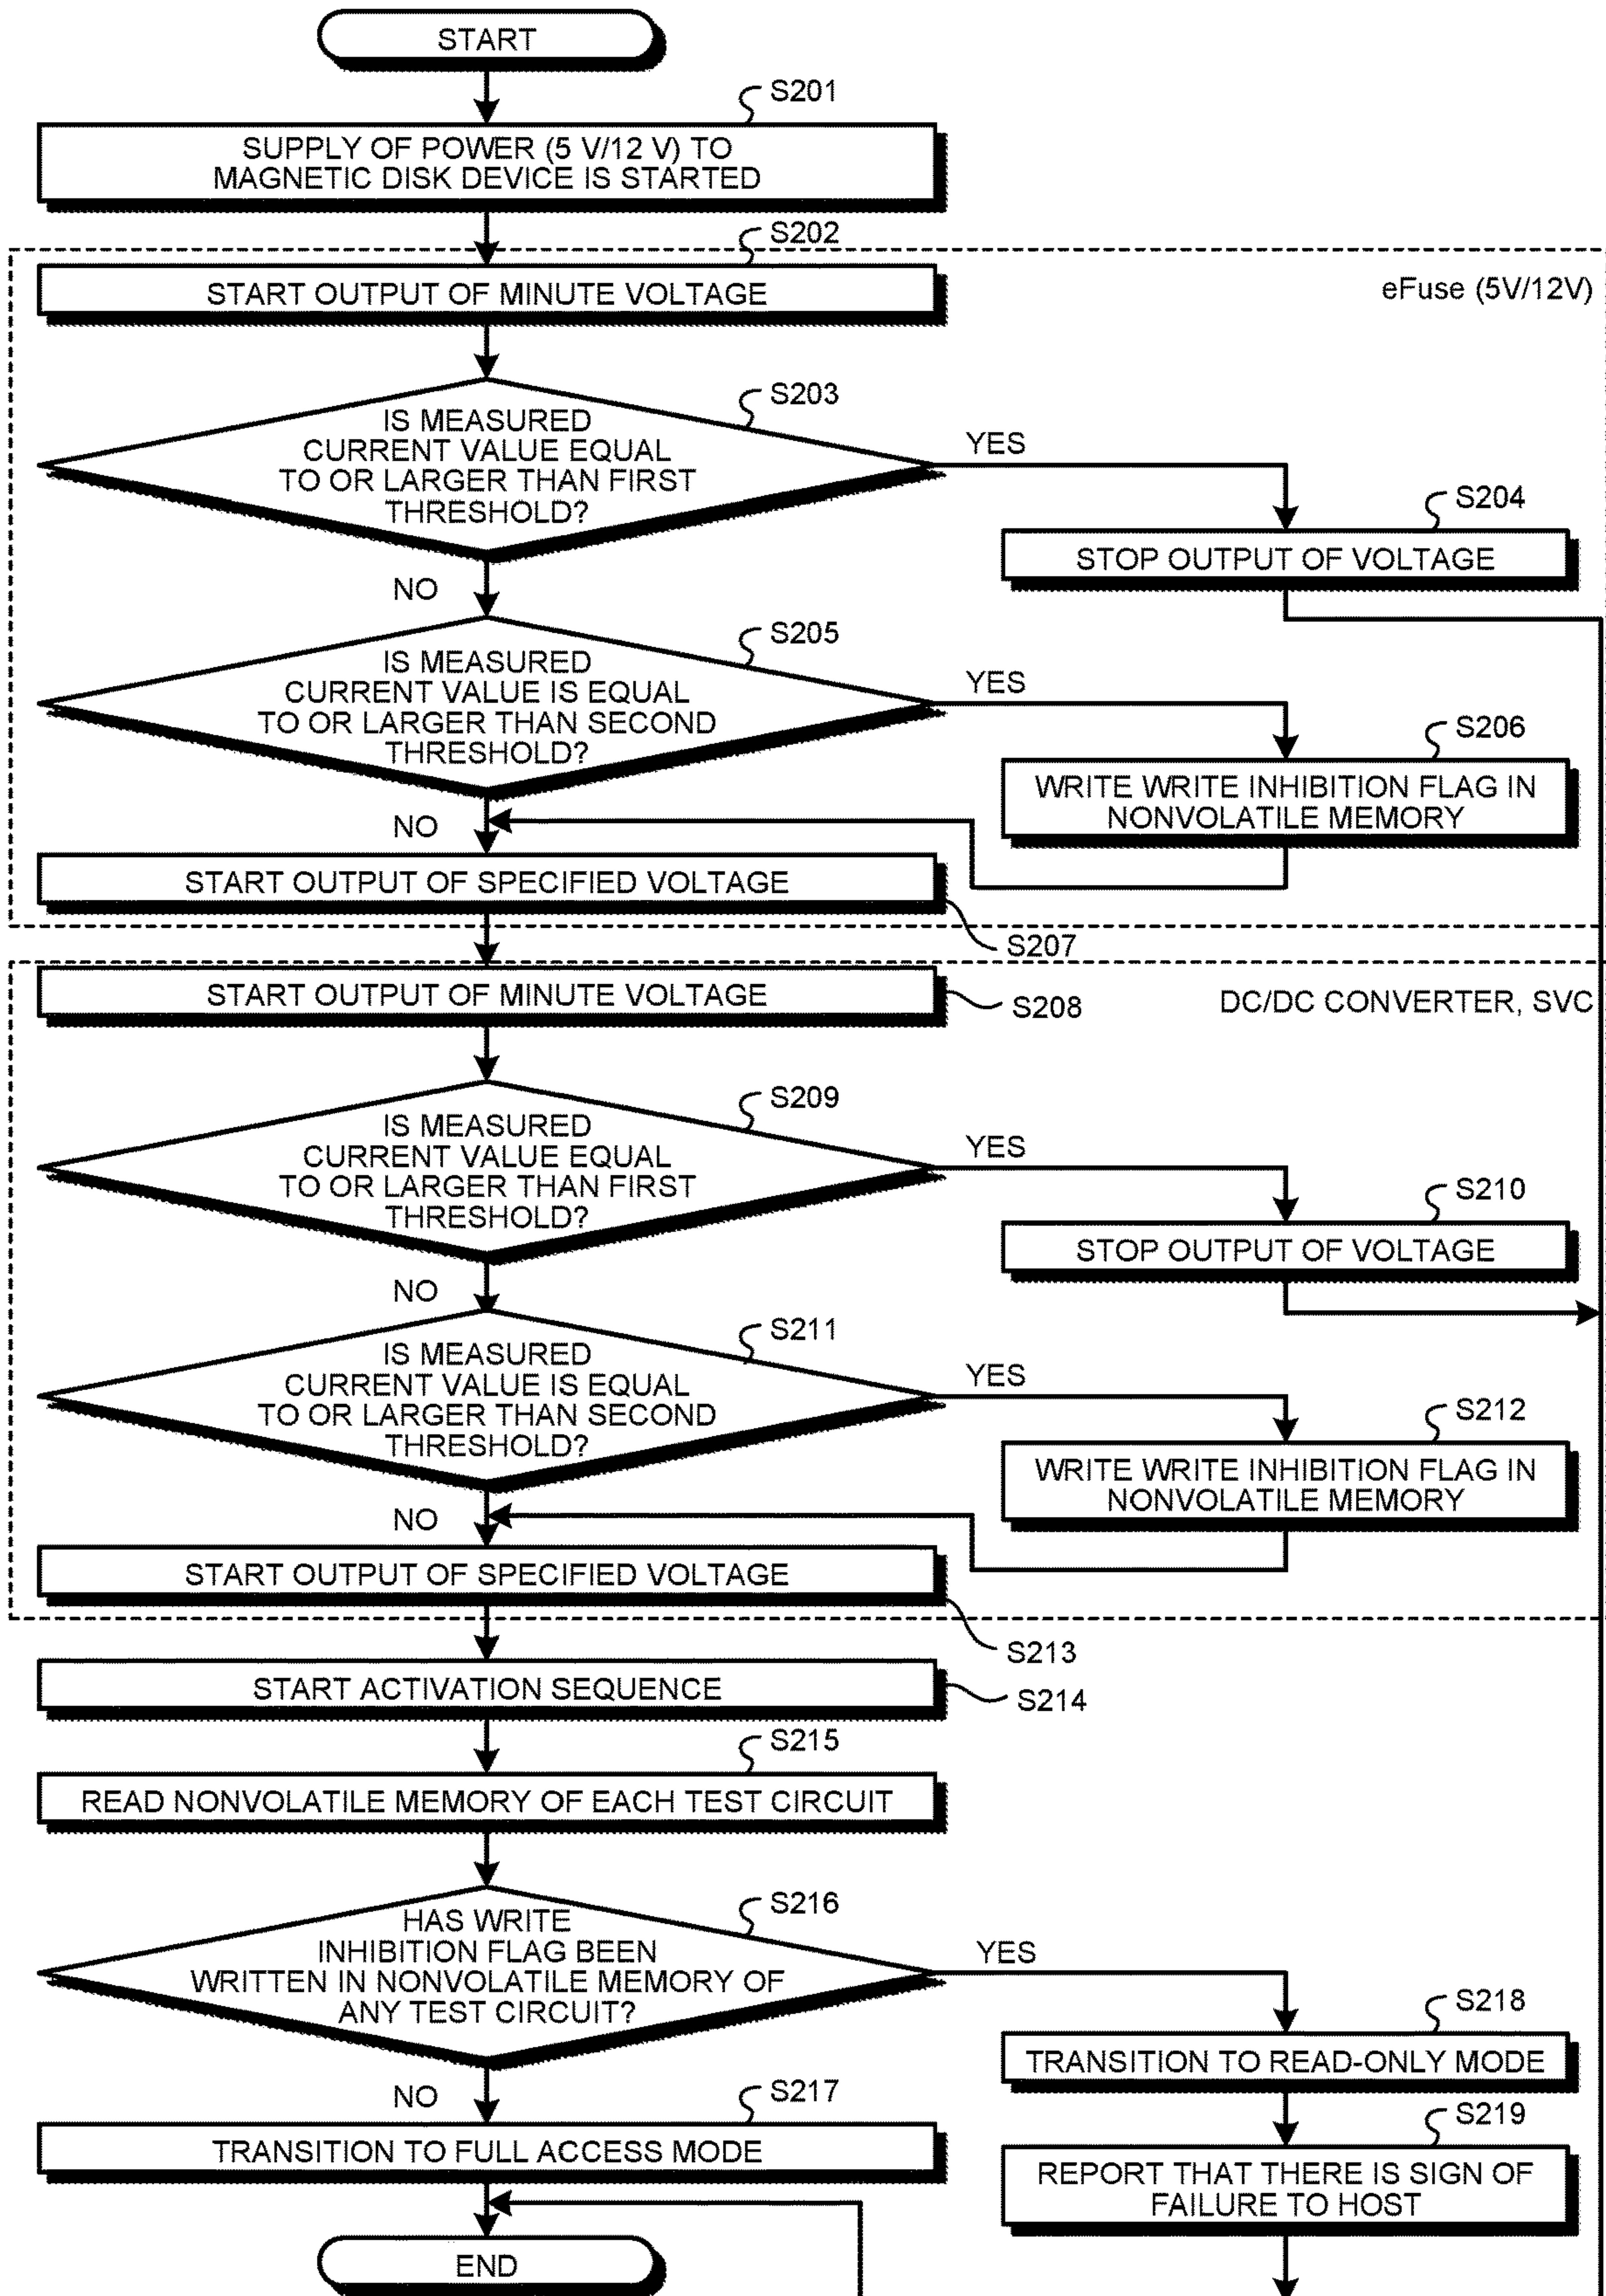 START
S201
SUPPLY OF POWER (5 V/12 V) TO
MAGNETIC DISK DEVICE IS STARTED
S202
eFuse (5V/12V)
START OUTPUT OF MINUTE VOLTAGE
S203
IS MEASURED
CURRENT VALUE EQUAL
TO OR LARGER THAN FIRST
THRESHOLD?
YES
S204
STOP OUTPUT OF VOLTAGE
NO
S205
IS MEASURED
CURRENT VALUE IS EQUAL
TO OR LARGER THAN SECOND
THRESHOLD?
YES
S206
WRITE WRITE INHIBITION FLAG IN
NONVOLATILE MEMORY
NO
START OUTPUT OF SPECIFIED VOLTAGE
S207
START OUTPUT OF MINUTE VOLTAGE
S208
DC/DC CONVERTER, SVC
S209
IS MEASURED
CURRENT VALUE EQUAL
TO OR LARGER THAN FIRST
THRESHOLD?
YES
S210
STOP OUTPUT OF VOLTAGE
NO
S211
IS MEASURED
CURRENT VALUE IS EQUAL
TO OR LARGER THAN SECOND
THRESHOLD?
YES
S212
WRITE WRITE INHIBITION FLAG IN
NONVOLATILE MEMORY
NO
START OUTPUT OF SPECIFIED VOLTAGE
S213
START ACTIVATION SEQUENCE
S214
S215
READ NONVOLATILE MEMORY OF EACH TEST CIRCUIT
S216
HAS WRITE
INHIBITION FLAG BEEN
WRITTEN IN NONVOLATILE MEMORY OF
ANY TEST CIRCUIT?
YES
S218
TRANSITION TO READ-ONLY MODE
NO
S217
TRANSITION TO FULL ACCESS MODE
S219
REPORT THAT THERE IS SIGN OF
FAILURE TO HOST
END